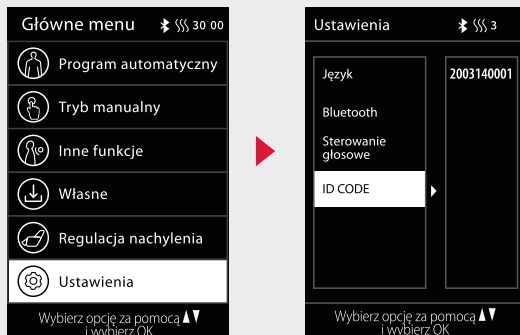 Główne menu 30 00
Program automatyczny
Tryb manualny
Inne funkcje
Własne
Regulacja nachylenia
Ustawienia
Wybierz opcję za pomocą
i wybierz OK
Ustawienia 3
Język
Bluetooth
Sterowanie
głosowe
ID CODE
2003140001
Wybierz opcję za pomocą
i wybierz OK